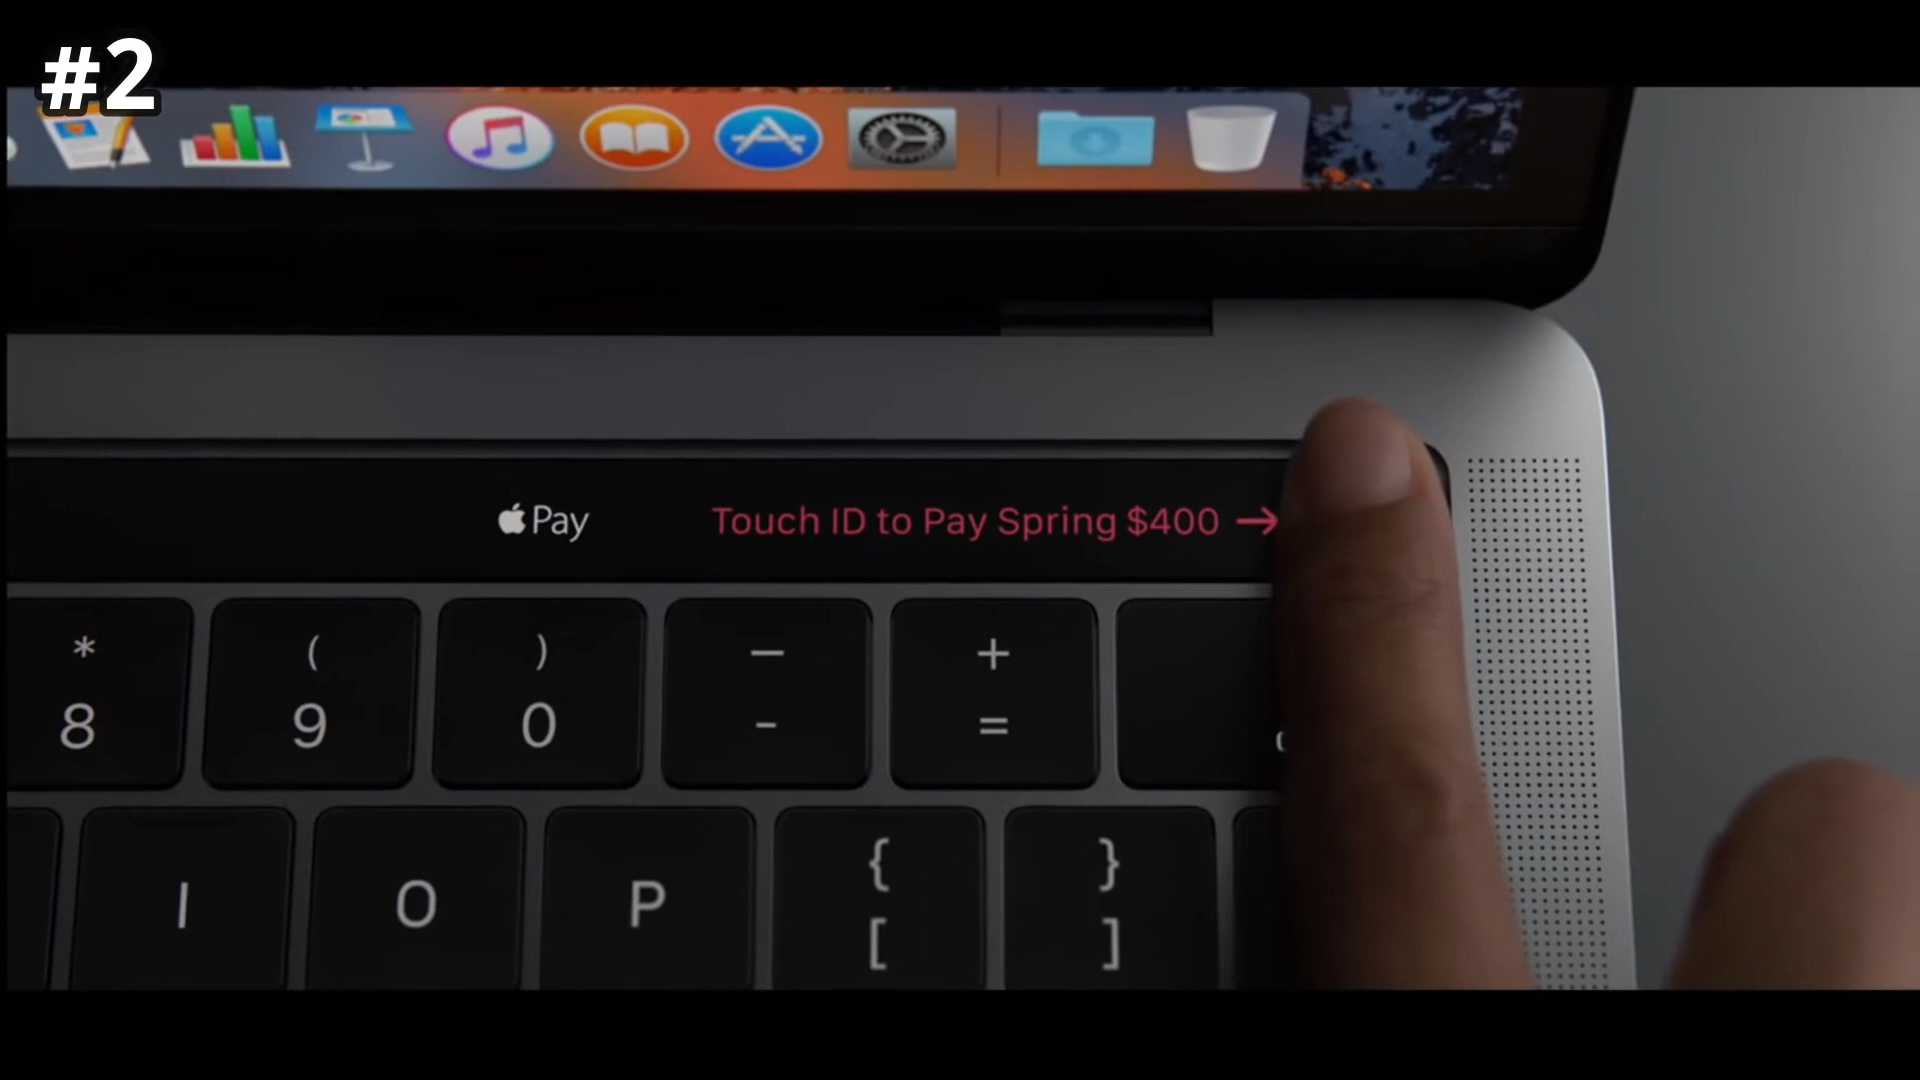 #2
Pay
Touch ID to Pay Spring $400 →
* ( ) — +
8 9 0 - =
{ }
I O P [ ]